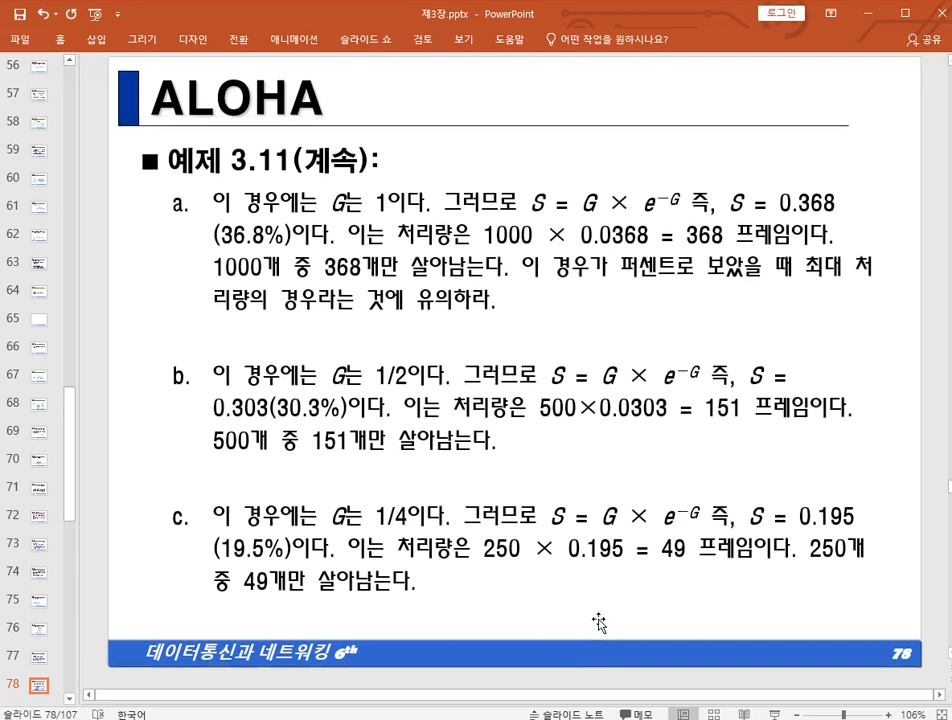 제3장.pptx - PowerPoint
로그인
파일 홈 삽입 그리기 디자인 전환 애니메이션 슬라이드 쇼 검토 보기 도움말 어떤 작업을 원하시나요? 공유
56
57
58
59
60
61
62
63
64
65
66
67
68
69
70
71
72
73
74
75
76
77
78
ALOHA
■ 예제 3.11(계속):
a. 이 경우에는 G는 1이다. 그러므로 S = G × e⁻ᴳ 즉, S = 0.368
(36.8%)이다. 이는 처리량은 1000 × 0.0368 = 368 프레임이다.
1000개 중 368개만 살아남는다. 이 경우가 퍼센트로 보았을 때 최대 처
리량의 경우라는 것에 유의하라.
b. 이 경우에는 G는 1/2이다. 그러므로 S = G × e⁻ᴳ 즉, S =
0.303(30.3%)이다. 이는 처리량은 500×0.0303 = 151 프레임이다.
500개 중 151개만 살아남는다.
c. 이 경우에는 G는 1/4이다. 그러므로 S = G × e⁻ᴳ 즉, S = 0.195
(19.5%)이다. 이는 처리량은 250 × 0.195 = 49 프레임이다. 250개
중 49개만 살아남는다.
데이터통신과 네트워킹 6th 78
슬라이드 78/107 한국어 슬라이드 노트 메모 106%